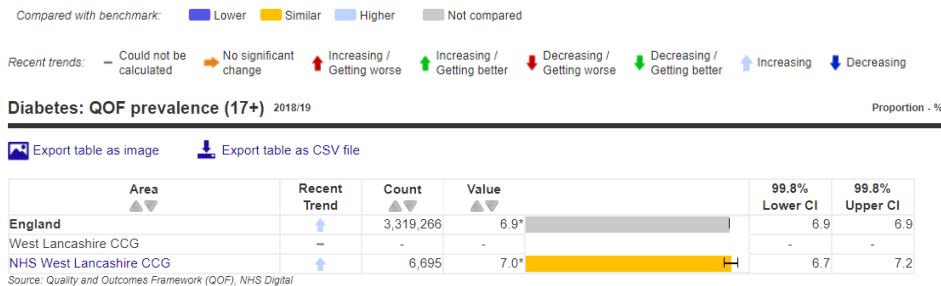 Compared with benchmark: Lower Similar Higher Not compared
Recent trends: – Could not be calculated No significant change Increasing / Getting worse Increasing / Getting better Decreasing / Getting worse Decreasing / Getting better Increasing Decreasing
Diabetes: QOF prevalence (17+) 2018/19 Proportion - %
Export table as image Export table as CSV file
Area Recent Trend Count Value 99.8% Lower CI 99.8% Upper CI
England 3,319,266 6.9* 6.9 6.9
West Lancashire CCG – - - - -
NHS West Lancashire CCG 6,695 7.0* 6.7 7.2
Source: Quality and Outcomes Framework (QOF), NHS Digital